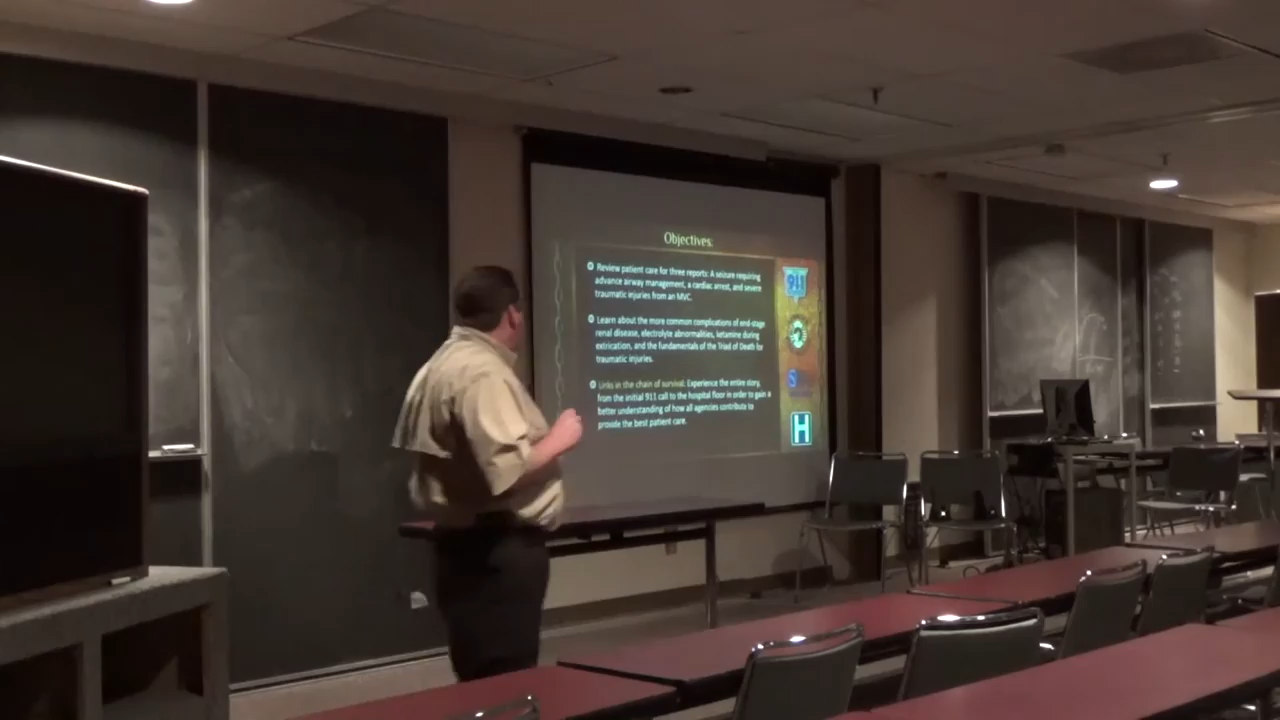 Objectives:
Review patient care for three reports: A seizure requiring
advance airway management, a cardiac arrest, and severe
traumatic injuries from an MVC.
Learn about the more common complications of end-stage
renal disease, electrolyte abnormalities, ketamine during
extrication, and the fundamentals of the Triad of Death for
traumatic injuries.
Links in the chain of survival. Experience the entire story,
from the initial 911 call to the hospital floor in order to gain a
better understanding of how all agencies contribute to
provide the best patient care.
911
H